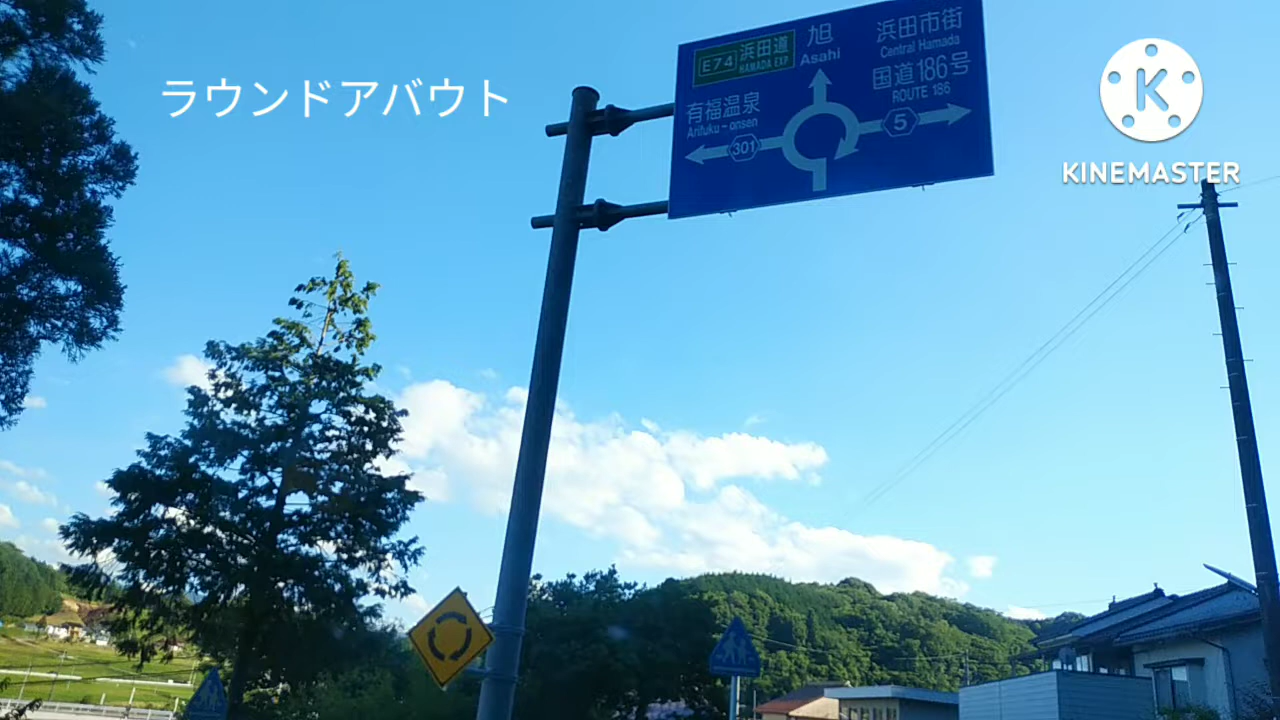 ラウンドアバウト
E74 浜田道
HAMADA EXP
旭
Asahi
浜田市街
Central Hamada
国道186号
ROUTE 186
有福温泉
Arifuku-onsen
301
5
K
KINEMASTER